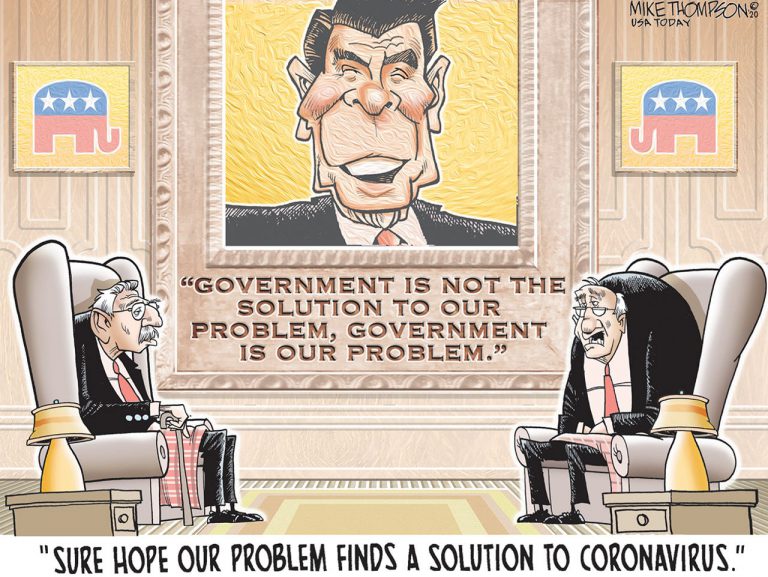 MIKE THOMPSON ©
'20
USA TODAY
"GOVERNMENT IS NOT THE
SOLUTION TO OUR
PROBLEM, GOVERNMENT
IS OUR PROBLEM."
"SURE HOPE OUR PROBLEM FINDS A SOLUTION TO CORONAVIRUS."